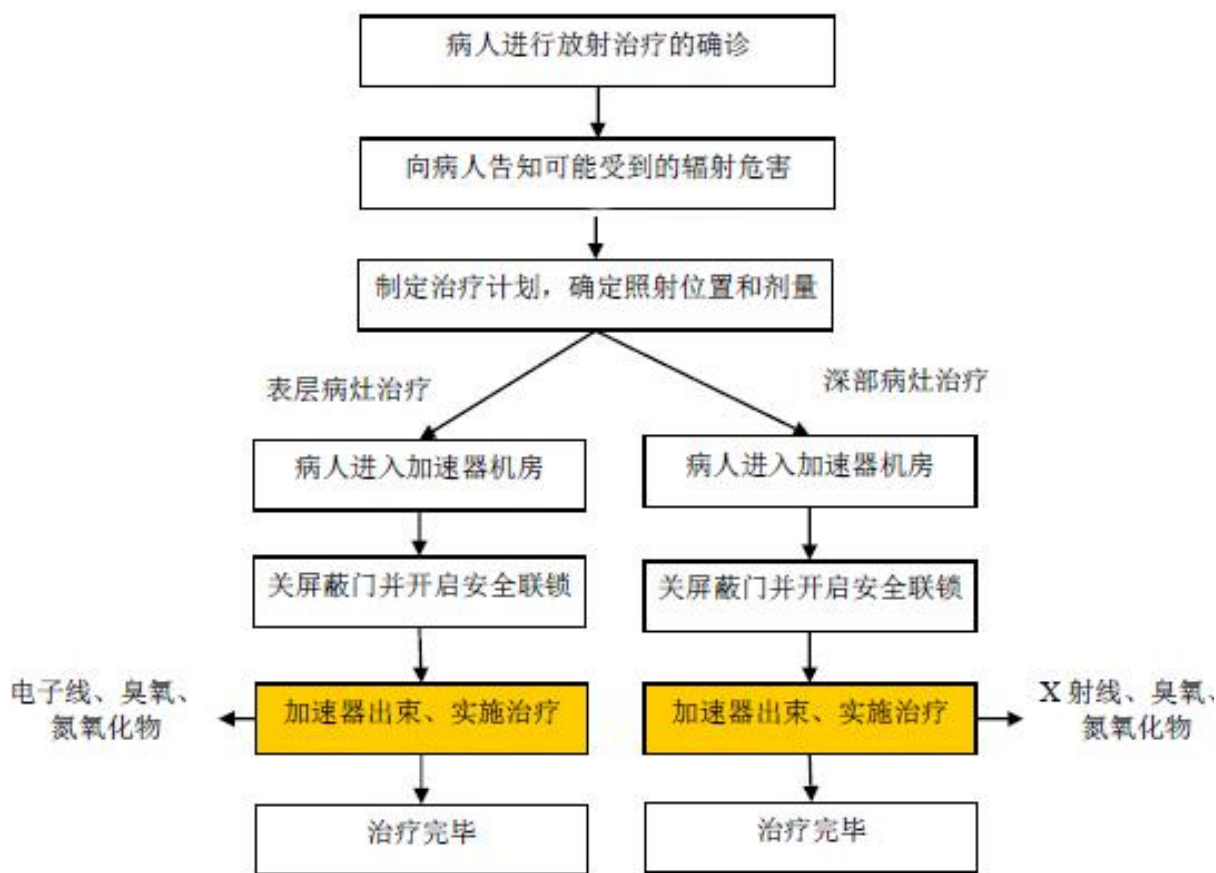 病人进行放射治疗的确诊
向病人告知可能受到的辐射危害
制定治疗计划，确定照射位置和剂量
表层病灶治疗
深部病灶治疗
病人进入加速器机房
病人进入加速器机房
关屏蔽门并开启安全联锁
关屏蔽门并开启安全联锁
电子线、臭氧、
氮氧化物
加速器出束、实施治疗
加速器出束、实施治疗
X 射线、臭氧、
氮氧化物
治疗完毕
治疗完毕